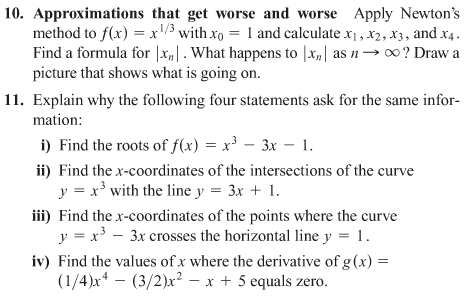 10. Approximations that get worse and worse Apply Newton's
method to f(x) = x^{1/3} with x₀ = 1 and calculate x₁, x₂, x₃, and x₄.
Find a formula for |xₙ|. What happens to |xₙ| as n → ∞? Draw a
picture that shows what is going on.
11. Explain why the following four statements ask for the same infor-
mation:
i) Find the roots of f(x) = x³ − 3x − 1.
ii) Find the x-coordinates of the intersections of the curve
y = x³ with the line y = 3x + 1.
iii) Find the x-coordinates of the points where the curve
y = x³ − 3x crosses the horizontal line y = 1.
iv) Find the values of x where the derivative of g(x) =
(1/4)x⁴ − (3/2)x² − x + 5 equals zero.